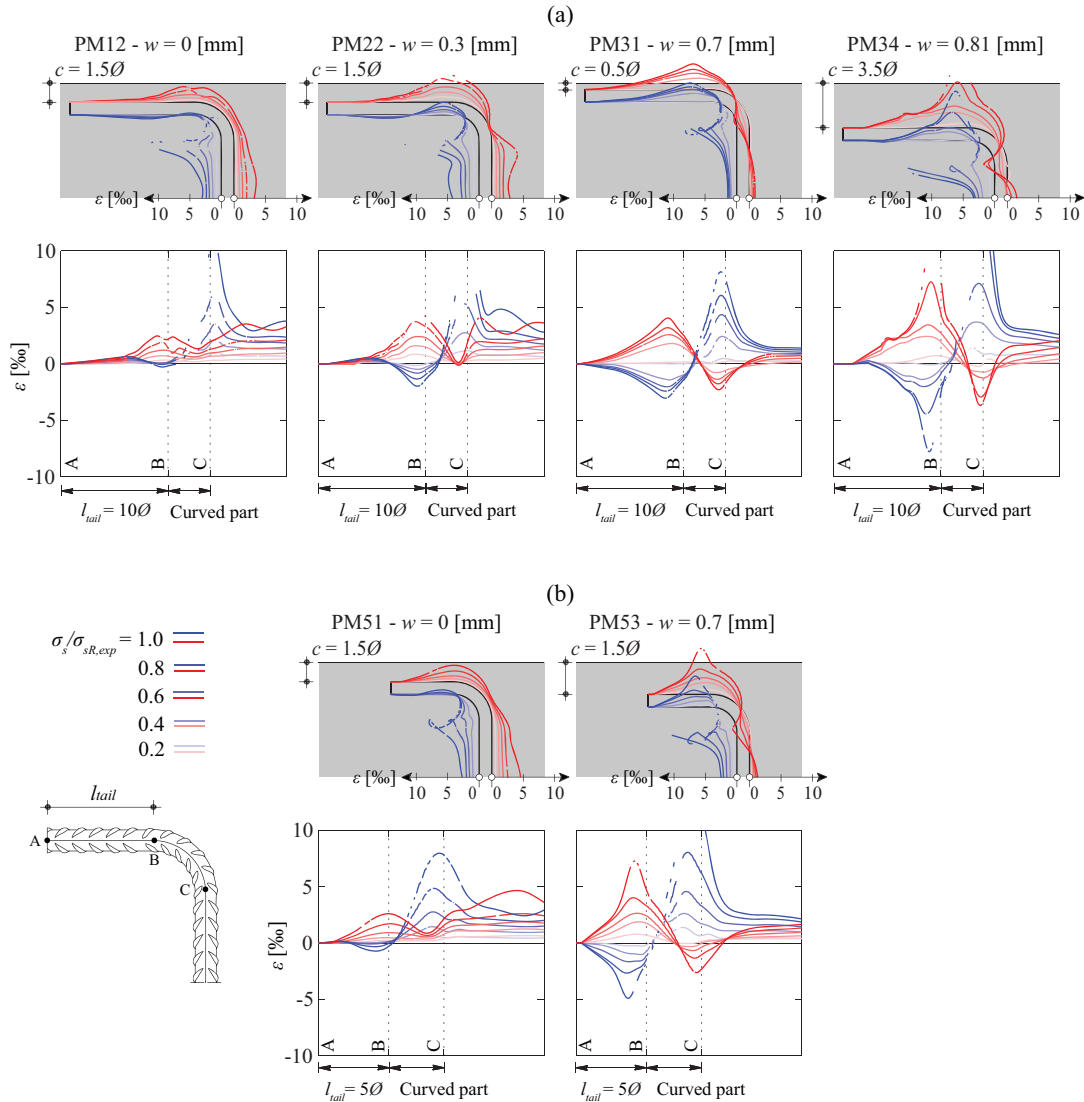 (a)
PM12 - w = 0 [mm]
PM22 - w = 0.3 [mm]
PM31 - w = 0.7 [mm]
PM34 - w = 0.81 [mm]
c = 1.5Ø
c = 1.5Ø
c = 0.5Ø
c = 3.5Ø
ε [‰]
10 5 0 0 5 10
ε [‰]
10 5 0 0 5 10
ε [‰]
10 5 0 0 5 10
ε [‰]
10 5 0 0 5 10
ε [‰]
10
5
0
-5
-10
A B C
A B C
A B C
A B C
l_tail = 10Ø Curved part
l_tail = 10Ø Curved part
l_tail = 10Ø Curved part
l_tail = 10Ø Curved part
(b)
PM51 - w = 0 [mm]
PM53 - w = 0.7 [mm]
c = 1.5Ø
c = 1.5Ø
σ_s/σ_sR,exp = 1.0
0.8
0.6
0.4
0.2
ε [‰]
10 5 0 0 5 10
ε [‰]
10 5 0 0 5 10
l_tail
A
B
C
ε [‰]
10
5
0
-5
-10
A B C
A B C
l_tail = 5Ø Curved part
l_tail = 5Ø Curved part